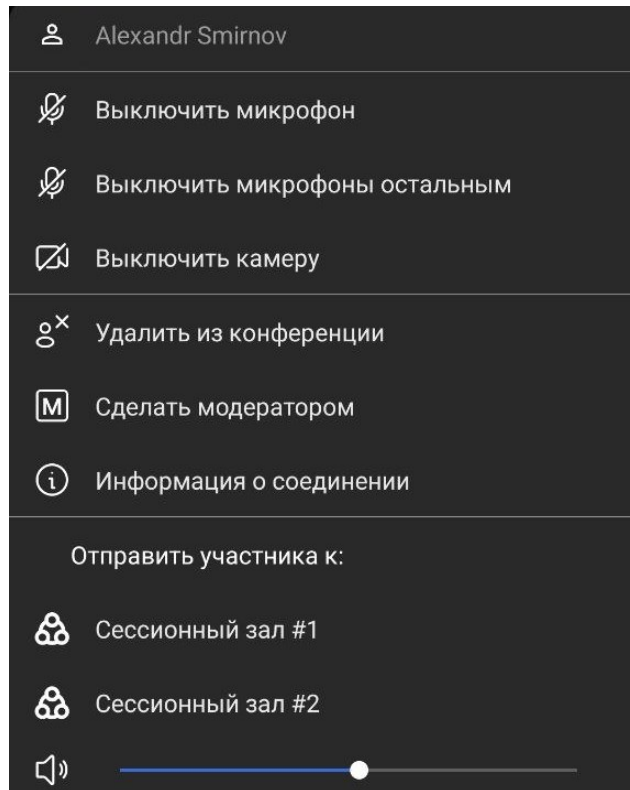 Alexandr Smirnov
Выключить микрофон
Выключить микрофоны остальным
Выключить камеру
Удалить из конференции
M Сделать модератором
i Информация о соединении
Отправить участника к:
Сессионный зал #1
Сессионный зал #2